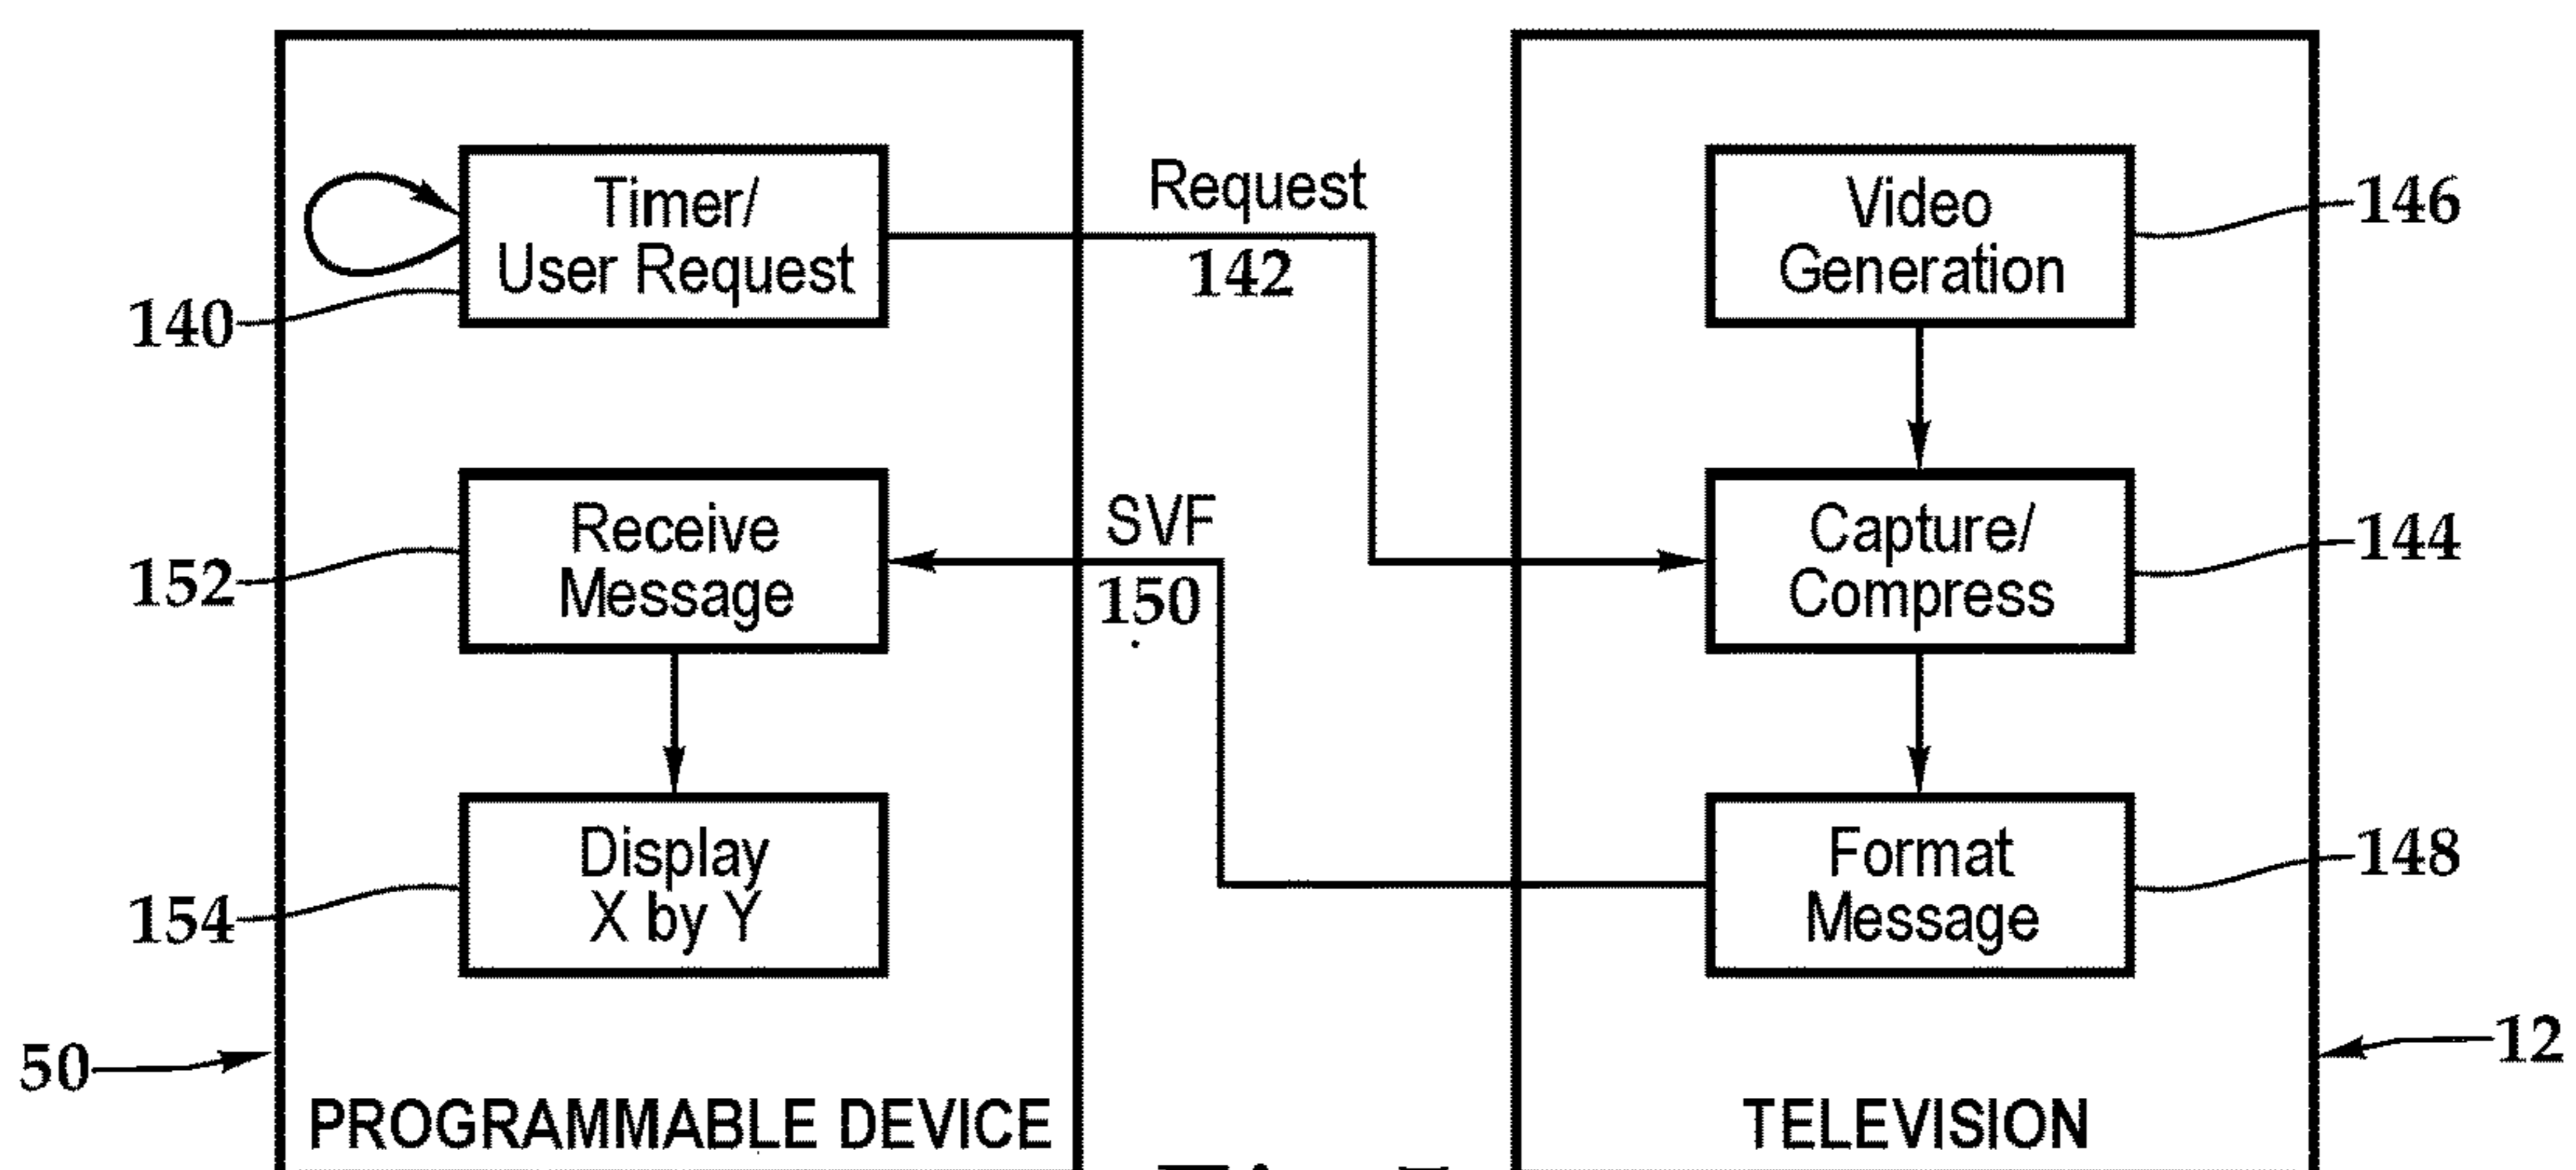 Timer/
User Request
140
Request
142
Video
Generation
146
Receive
Message
152
SVF
150
Capture/
Compress
144
Display
X by Y
154
Format
Message
148
50
12
PROGRAMMABLE DEVICE
TELEVISION